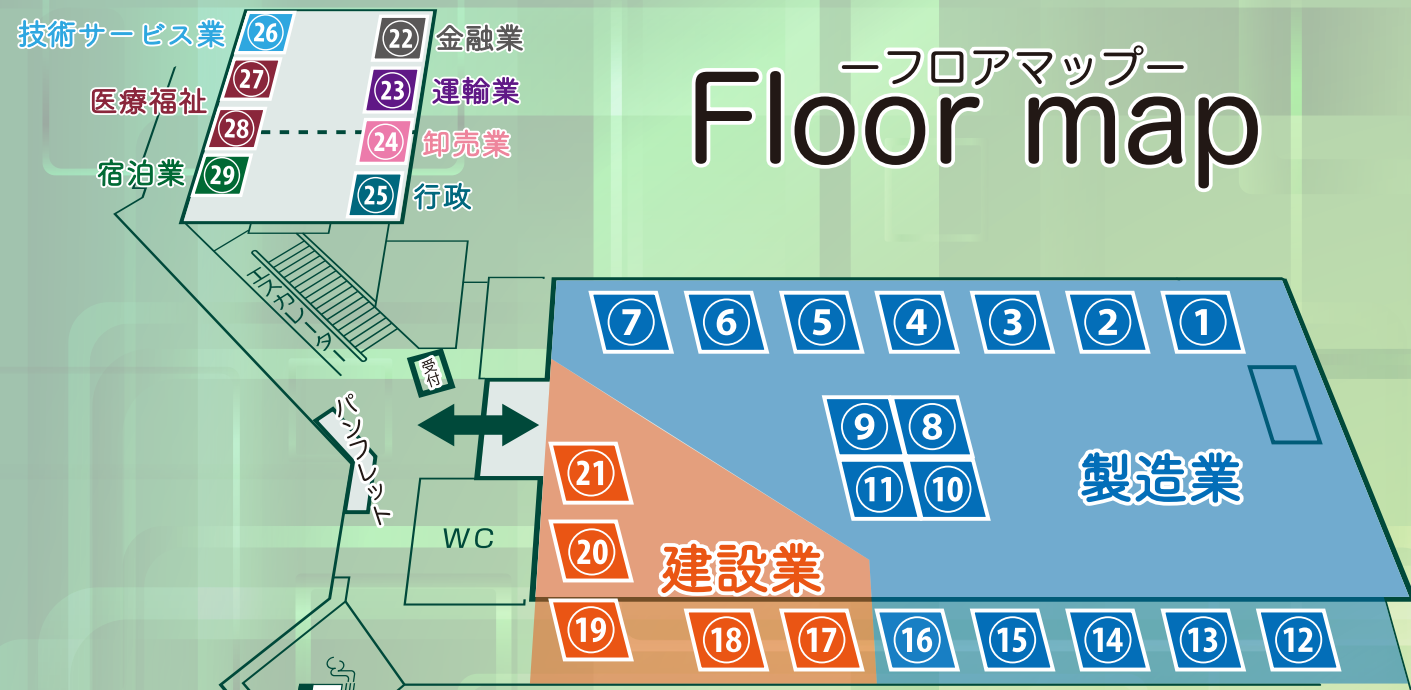 ーフロアマップー
Floor map
技術サービス業
㉖
㉒
金融業
㉗
㉓
運輸業
医療福祉
㉘
㉔
卸売業
宿泊業
㉙
㉕
行政
エスカレーター
受付
パンフレット
WC
⑦ ⑥ ⑤ ④ ③ ② ①
⑨ ⑧
⑪ ⑩
製造業
㉑
⑳
建設業
⑲ ⑱ ⑰ ⑯ ⑮ ⑭ ⑬ ⑫